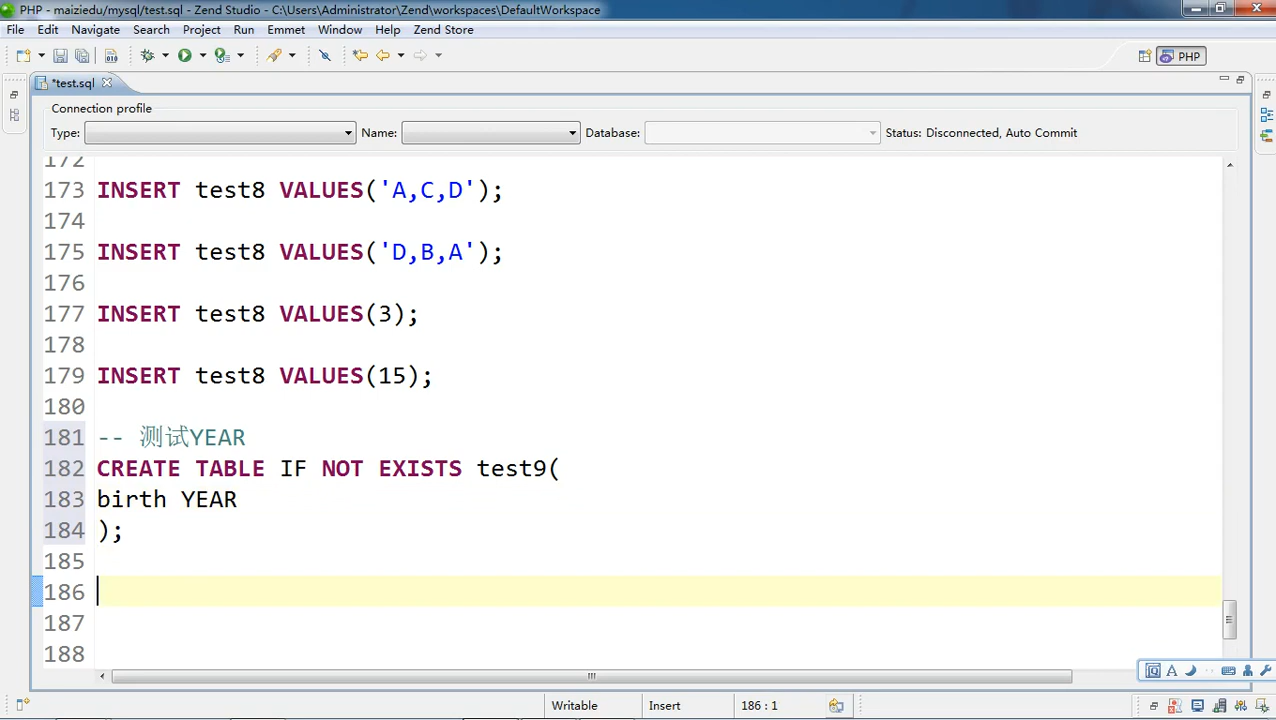 PHP - maiziedu/mysql/test.sql - Zend Studio - C:\Users\Administrator\Zend\workspaces\DefaultWorkspace
File Edit Navigate Search Project Run Emmet Window Help Zend Store
PHP
*test.sql
Connection profile
Type: Name: Database: Status: Disconnected, Auto Commit
172
173 INSERT test8 VALUES('A,C,D');
174
175 INSERT test8 VALUES('D,B,A');
176
177 INSERT test8 VALUES(3);
178
179 INSERT test8 VALUES(15);
180
181 -- 测试YEAR
182 CREATE TABLE IF NOT EXISTS test9(
183 birth YEAR
184 );
185
186
187
188
Writable Insert 186 : 1